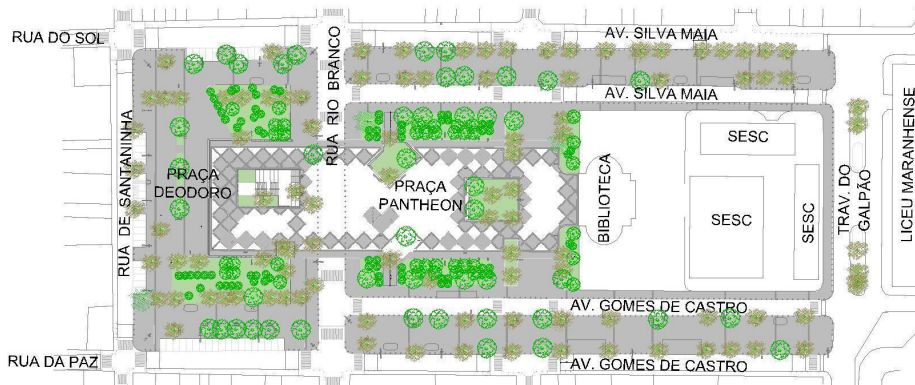 RUA DO SOL
RUA DE SANTANINHA
PRAÇA
DEODORO
RUA RIO BRANCO
AV. SILVA MAIA
AV. SILVA MAIA
PRAÇA
PANTHEON
BIBLIOTECA
SESC
SESC
SESC
TRAV. DO
GALPÃO
LICEU MARANHENSE
AV. GOMES DE CASTRO
RUA DA PAZ
AV. GOMES DE CASTRO